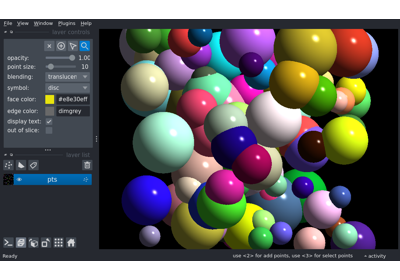 File View Window Plugins Help
layer controls
opacity: 1.00
point size: 10
blending: translucen
symbol: disc
face color: #e8e30eff
edge color: dimgrey
display text:
out of slice:
layer list
pts
Ready
use <2> for add points, use <3> for select points
activity